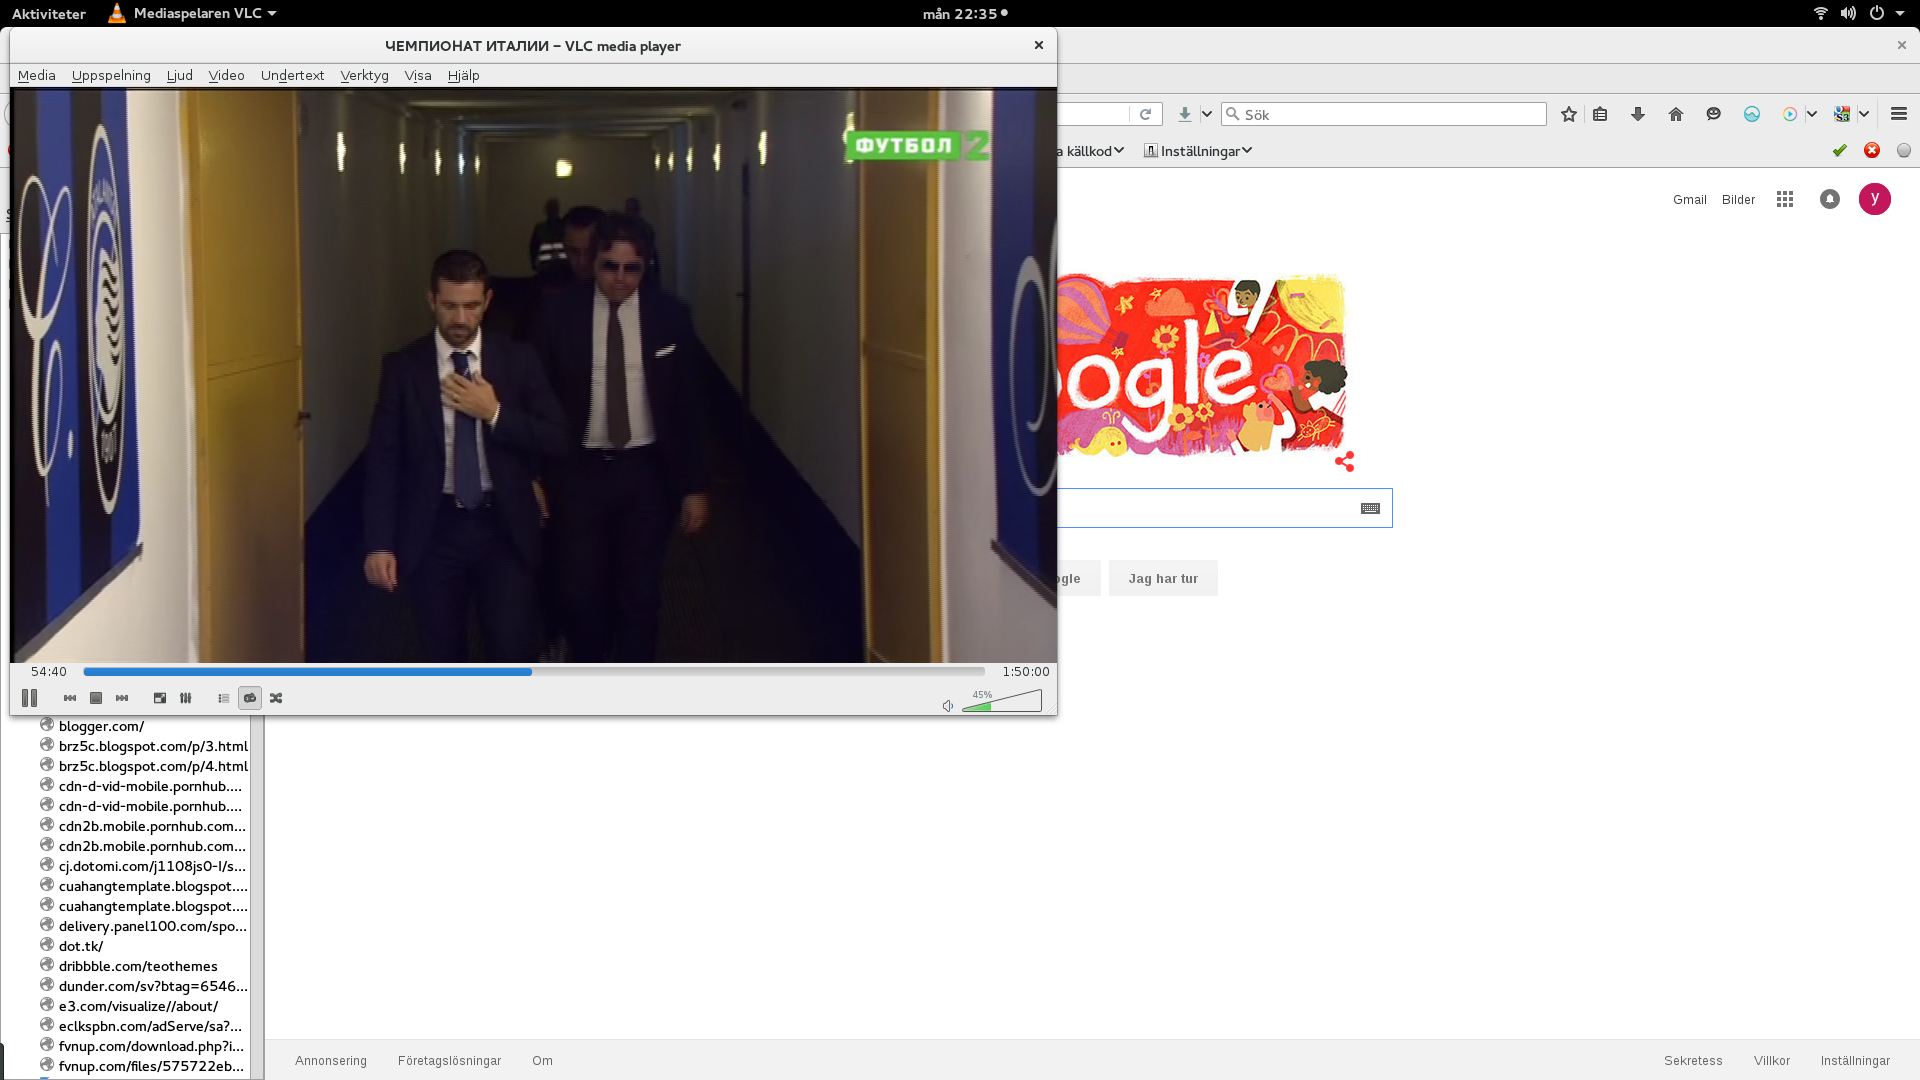 Aktiviteter
Mediaspelaren VLC
mån 22:35
ЧЕМПИОНАТ ИТАЛИИ - VLC media player
Media Uppspelning Ljud Video Undertext Verktyg Visa Hjälp
ФУТБОЛ 2
Sök
a källkod
Inställningar
Gmail Bilder
y
ogle
ogle
Jag har tur
54:40
1:50:00
45%
blogger.com/
brz5c.blogspot.com/p/3.html
brz5c.blogspot.com/p/4.html
cdn-d-vid-mobile.pornhub....
cdn-d-vid-mobile.pornhub....
cdn2b.mobile.pornhub.com...
cdn2b.mobile.pornhub.com...
cj.dotomi.com/j1108js0-I/s...
cuahangtemplate.blogspot....
cuahangtemplate.blogspot....
delivery.panel100.com/spo...
dot.tk/
dribbble.com/teothemes
dunder.com/sv?btag=6546...
e3.com/visualize//about/
eclkspbn.com/adServe/sa?...
fvnup.com/download.php?i...
fvnup.com/files/575722eb...
Annonsering Företagslösningar Om
Sekretess Villkor Inställningar